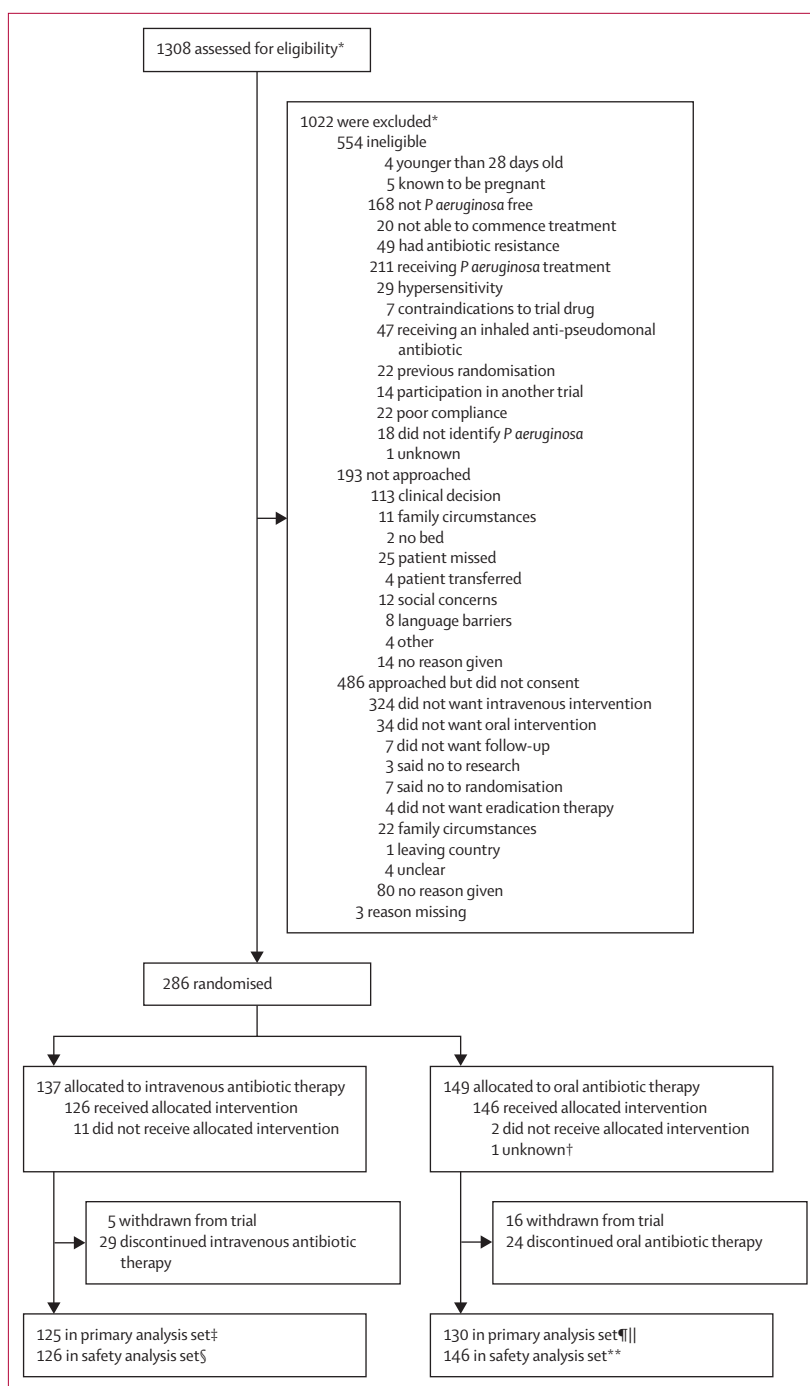 1308 assessed for eligibility*
1022 were excluded*
554 ineligible
4 younger than 28 days old
5 known to be pregnant
168 not P aeruginosa free
20 not able to commence treatment
49 had antibiotic resistance
211 receiving P aeruginosa treatment
29 hypersensitivity
7 contraindications to trial drug
47 receiving an inhaled anti-pseudomonal
antibiotic
22 previous randomisation
14 participation in another trial
22 poor compliance
18 did not identify P aeruginosa
1 unknown
193 not approached
113 clinical decision
11 family circumstances
2 no bed
25 patient missed
4 patient transferred
12 social concerns
8 language barriers
4 other
14 no reason given
486 approached but did not consent
324 did not want intravenous intervention
34 did not want oral intervention
7 did not want follow-up
3 said no to research
7 said no to randomisation
4 did not want eradication therapy
22 family circumstances
1 leaving country
4 unclear
80 no reason given
3 reason missing
286 randomised
137 allocated to intravenous antibiotic therapy
126 received allocated intervention
11 did not receive allocated intervention
149 allocated to oral antibiotic therapy
146 received allocated intervention
2 did not receive allocated intervention
1 unknown†
5 withdrawn from trial
29 discontinued intravenous antibiotic
therapy
16 withdrawn from trial
24 discontinued oral antibiotic therapy
125 in primary analysis set‡
126 in safety analysis set§
130 in primary analysis set¶||
146 in safety analysis set**